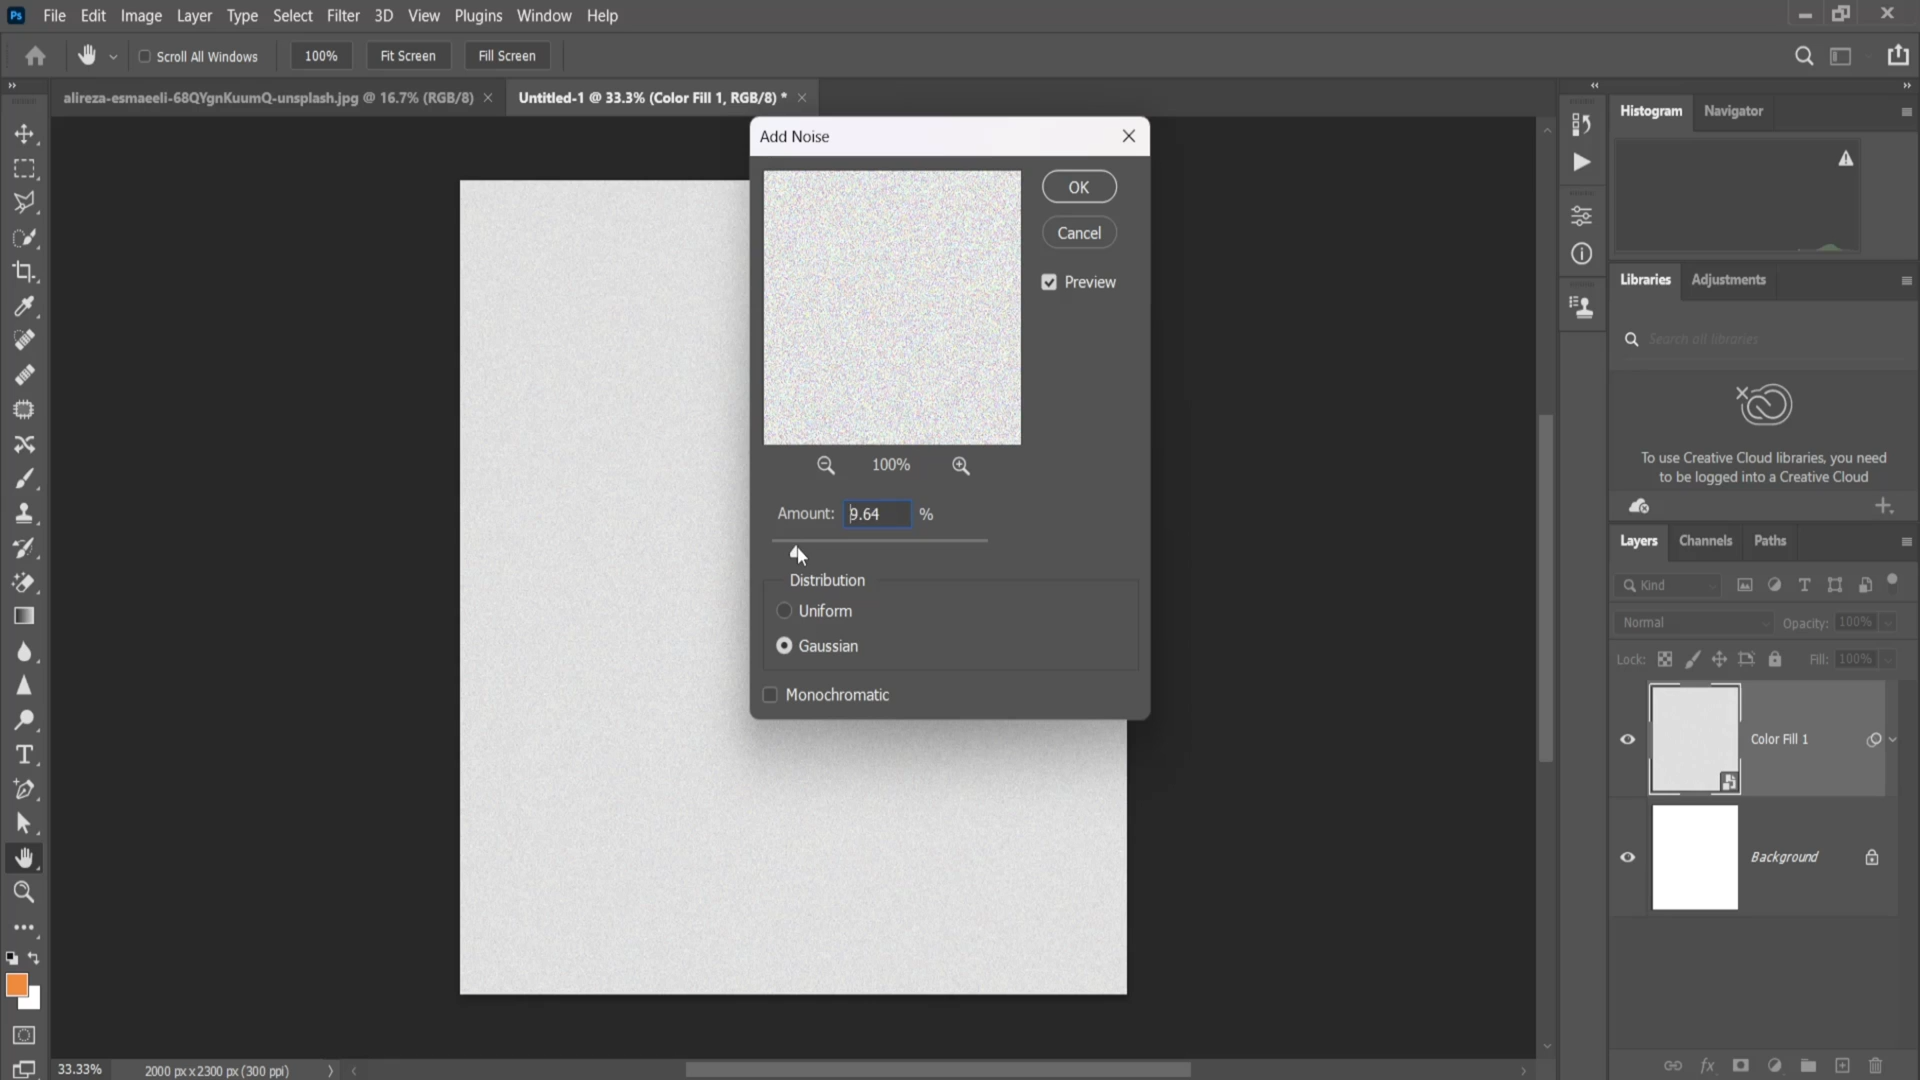 Ps File Edit Image Layer Type Select Filter 3D View Plugins Window Help
Scroll All Windows 100% Fit Screen Fill Screen
alireza-esmaeeli-68QYgnKuumQ-unsplash.jpg @ 16.7% (RGB/8) Untitled-1 @ 33.3% (Color Fill 1, RGB/8) *
Add Noise
OK
Cancel
Preview
100%
Amount: 9.64 %
Distribution
Uniform
Gaussian
Monochromatic
Histogram Navigator
Libraries Adjustments
Search all libraries
To use Creative Cloud libraries, you need
to be logged into a Creative Cloud
Layers Channels Paths
Kind
Normal Opacity: 100%
Lock: Fill: 100%
Color Fill 1
Background
33.33% 2000 px x 2300 px (300 ppi)